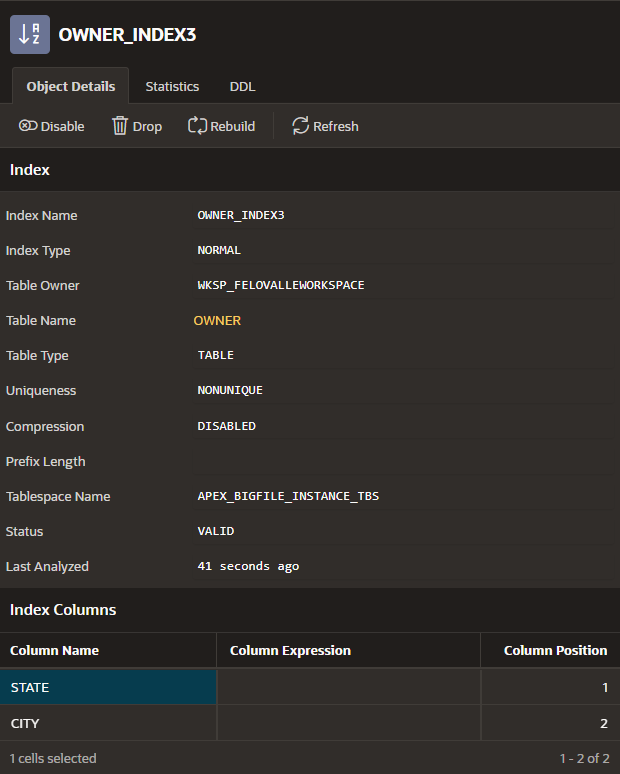 OWNER_INDEX3
Object Details Statistics DDL
Disable Drop Rebuild Refresh
Index
Index Name OWNER_INDEX3
Index Type NORMAL
Table Owner WKSP_FELOVALLEWORKSPACE
Table Name OWNER
Table Type TABLE
Uniqueness NONUNIQUE
Compression DISABLED
Prefix Length
Tablespace Name APEX_BIGFILE_INSTANCE_TBS
Status VALID
Last Analyzed 41 seconds ago
Index Columns
Column Name Column Expression Column Position
STATE 1
CITY 2
1 cells selected 1 - 2 of 2